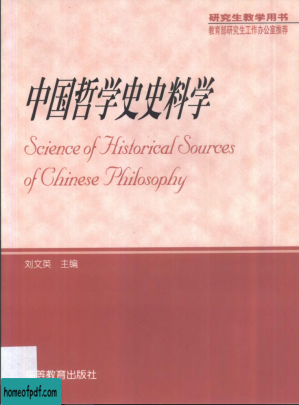 研究生教学用书
教育部研究生工作办公室推荐
中国哲学史史料学
Science of Historical Sources
of Chinese Philosophy
刘文英 主编
等教育出版社
homeofpdf.com